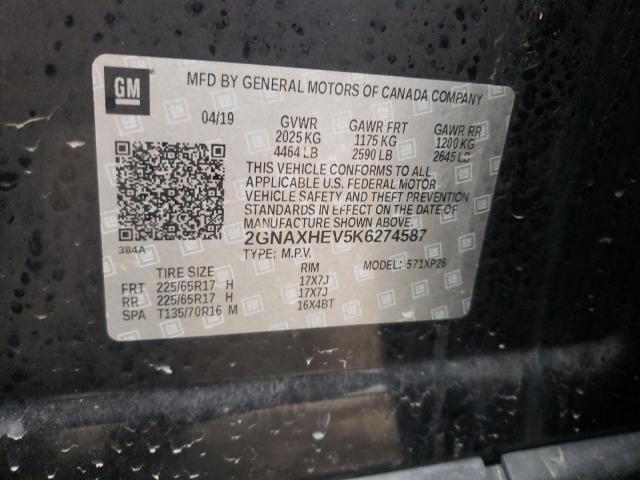 GM
MFD BY GENERAL MOTORS OF CANADA COMPANY
04/19 GVWR GAWR FRT GAWR RR
2025 KG 1175 KG 1200 KG
4464 LB 2590 LB 2645 LB
THIS VEHICLE CONFORMS TO ALL
APPLICABLE U.S. FEDERAL MOTOR
VEHICLE SAFETY AND THEFT PREVENTION
STANDARDS IN EFFECT ON THE DATE OF
MANUFACTURE SHOWN ABOVE.
2GNAXHEV5K6274587
384A
TYPE: M.P.V. MODEL: 571XP26
TIRE SIZE RIM
FRT 225/65R17 H 17X7J
RR 225/65R17 H 17X7J
SPA T135/70R16 M 16X4BT